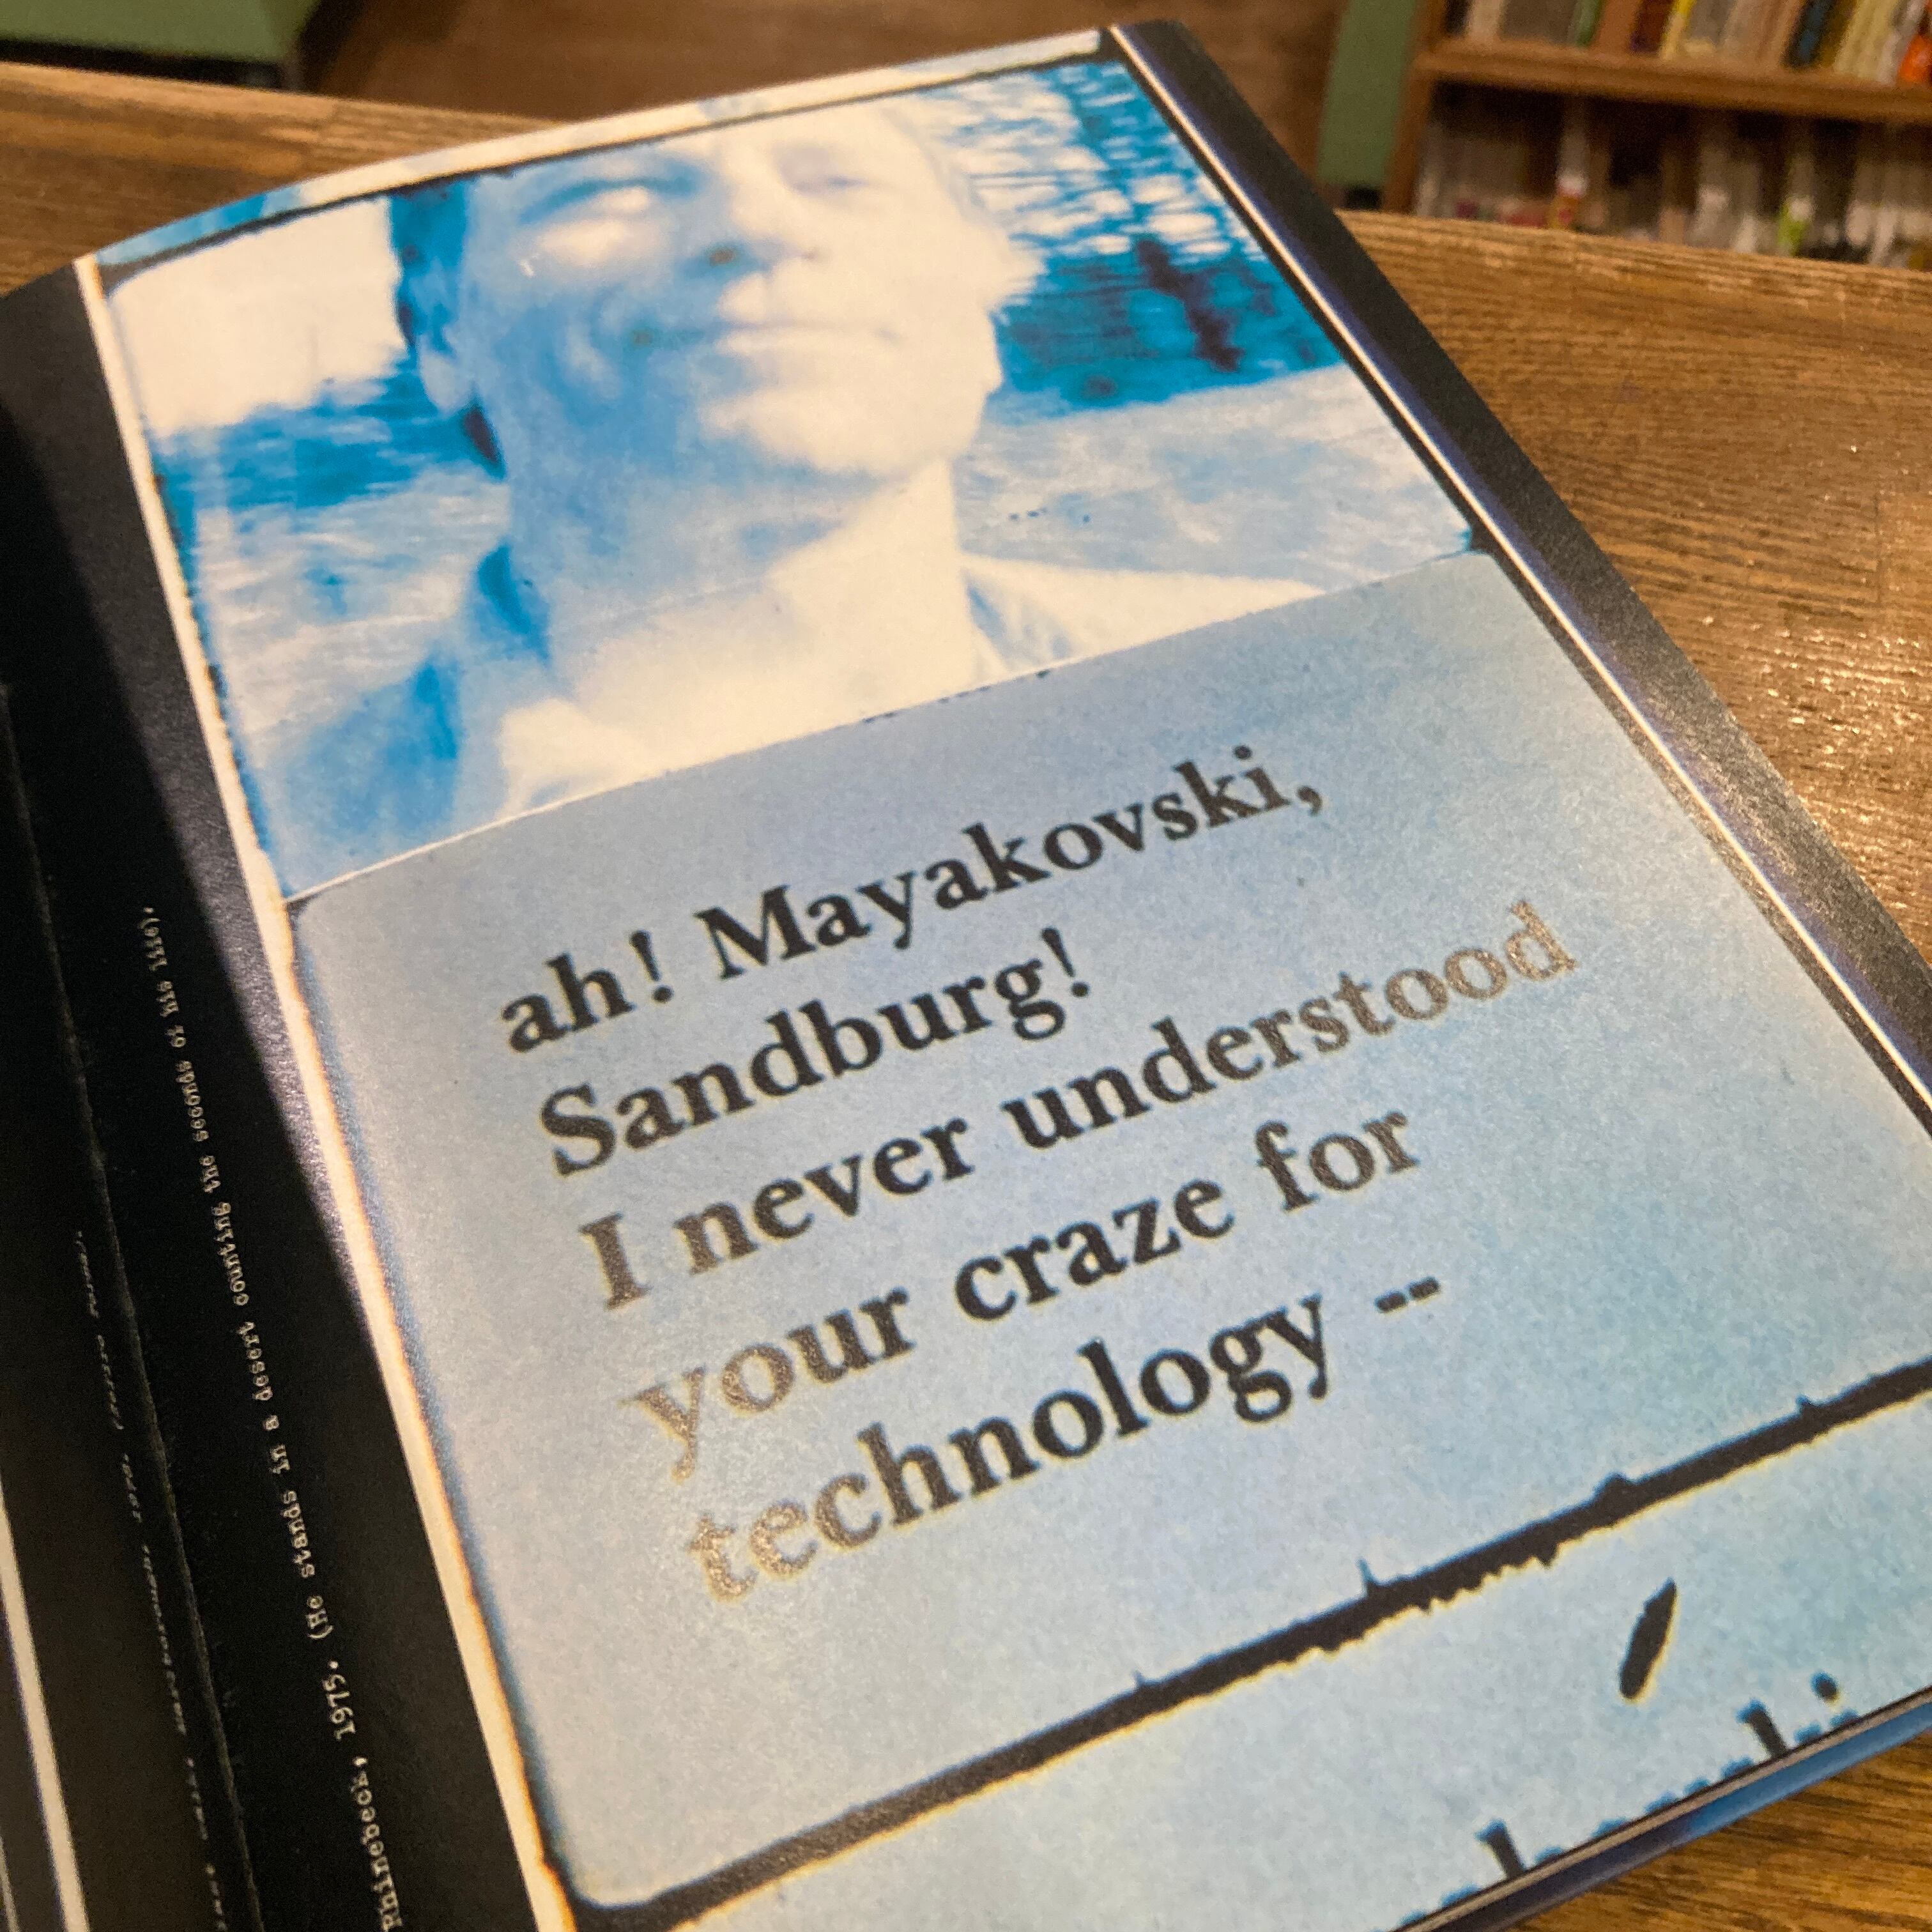 ah! Mayakovski,
Sandburg!
I never understood
your craze for
technology --
Rhinebeck, 1975. (He stands in a desert counting the seconds of his life).